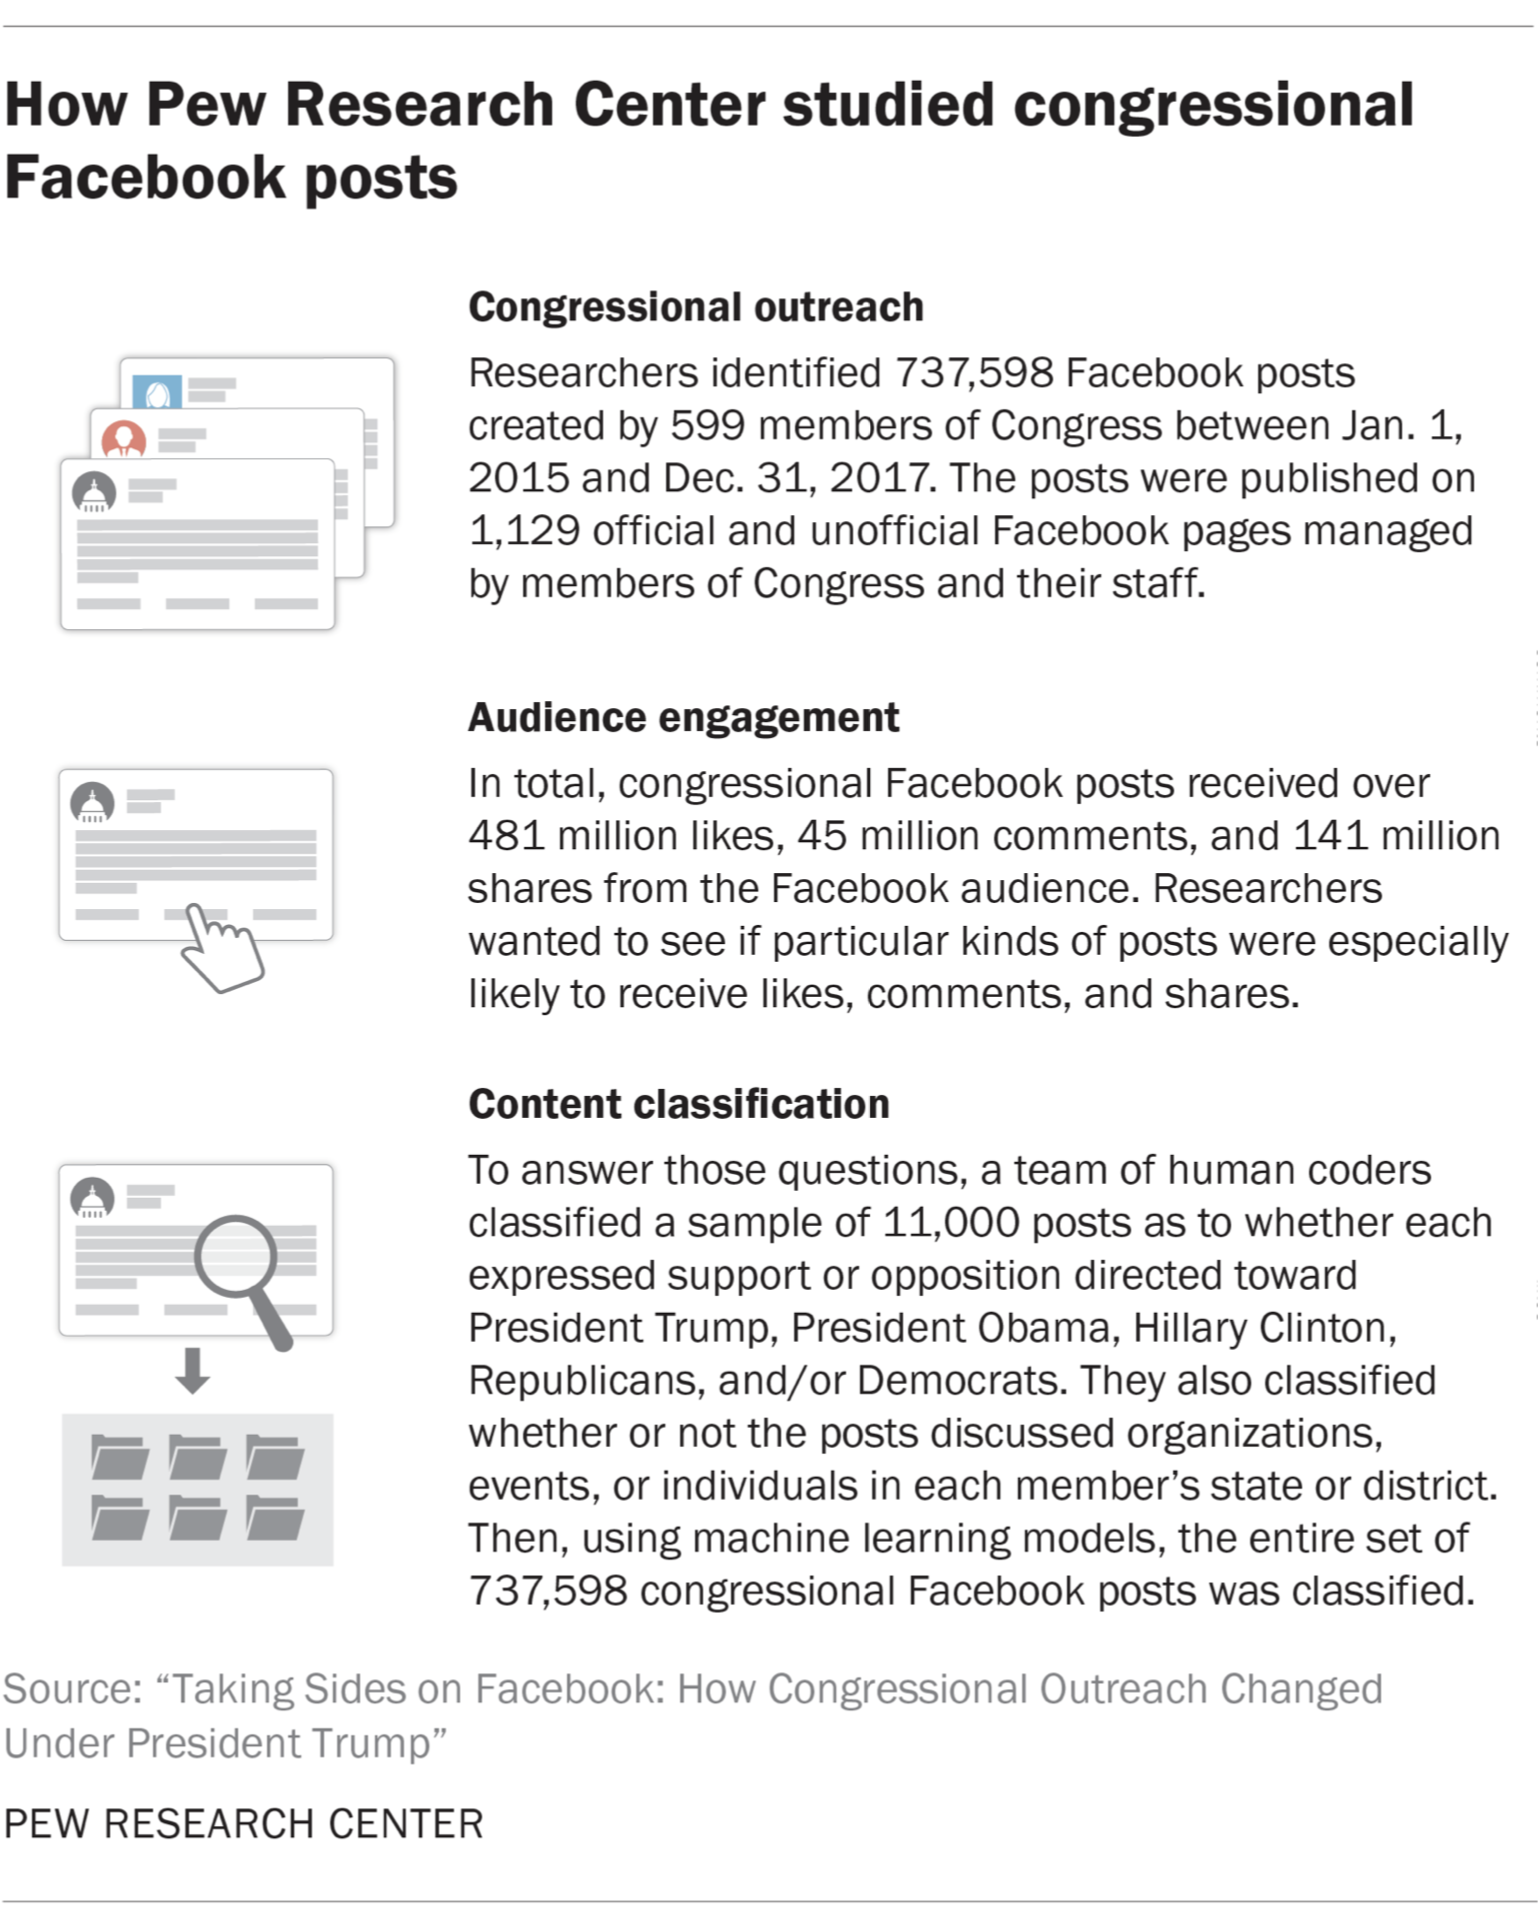 How Pew Research Center studied congressional
Facebook posts
Congressional outreach
Researchers identified 737,598 Facebook posts
created by 599 members of Congress between Jan. 1,
2015 and Dec. 31, 2017. The posts were published on
1,129 official and unofficial Facebook pages managed
by members of Congress and their staff.
Audience engagement
In total, congressional Facebook posts received over
481 million likes, 45 million comments, and 141 million
shares from the Facebook audience. Researchers
wanted to see if particular kinds of posts were especially
likely to receive likes, comments, and shares.
Content classification
To answer those questions, a team of human coders
classified a sample of 11,000 posts as to whether each
expressed support or opposition directed toward
President Trump, President Obama, Hillary Clinton,
Republicans, and/or Democrats. They also classified
whether or not the posts discussed organizations,
events, or individuals in each member’s state or district.
Then, using machine learning models, the entire set of
737,598 congressional Facebook posts was classified.
Source: “Taking Sides on Facebook: How Congressional Outreach Changed
Under President Trump”
PEW RESEARCH CENTER